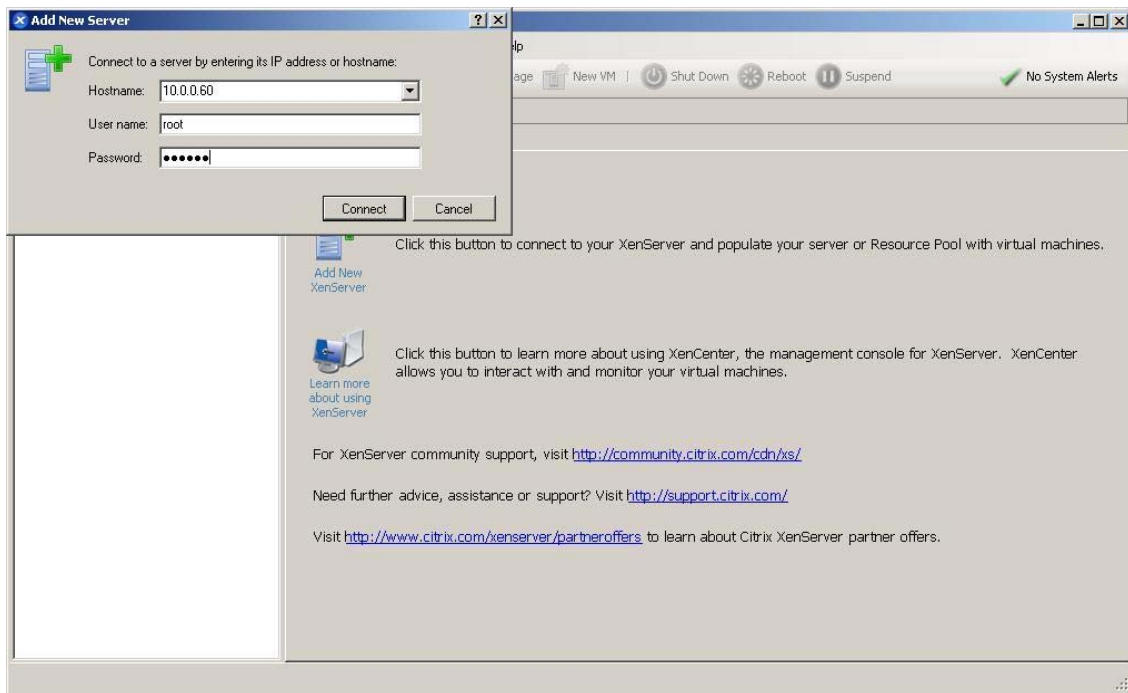 Add New Server
Connect to a server by entering its IP address or hostname:
Hostname: 10.0.0.60
User name: root
Password: ●●●●●●
Connect Cancel
New VM Shut Down Reboot Suspend No System Alerts
Click this button to connect to your XenServer and populate your server or Resource Pool with virtual machines.
Add New
XenServer
Click this button to learn more about using XenCenter, the management console for XenServer. XenCenter
allows you to interact with and monitor your virtual machines.
Learn more
about using
XenServer
For XenServer community support, visit http://community.citrix.com/cdn/xs/
Need further advice, assistance or support? Visit http://support.citrix.com/
Visit http://www.citrix.com/xenserver/partneroffers to learn about Citrix XenServer partner offers.